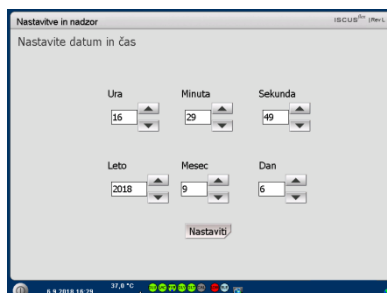 Nastavitve in nadzor
ISCUS
Nastavite datum in čas
Ura Minuta Sekunda
16 29 49
Leto Mesec Dan
2018 9 6
Nastaviti
6.9.2018 16:29 37,0 °C